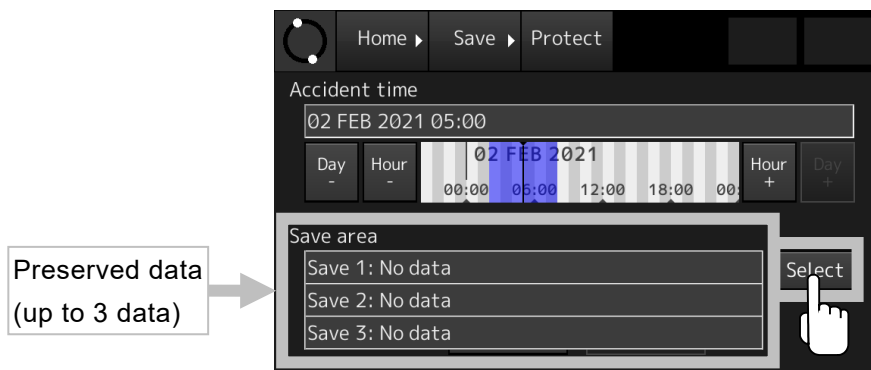 Home Save Protect
Accident time
02 FEB 2021 05:00
Day - Hour - 02 FEB 2021 Hour + Day +
00:00 06:00 12:00 18:00 00:
Save area
Save 1: No data
Select
Save 2: No data
Save 3: No data
Preserved data
(up to 3 data)